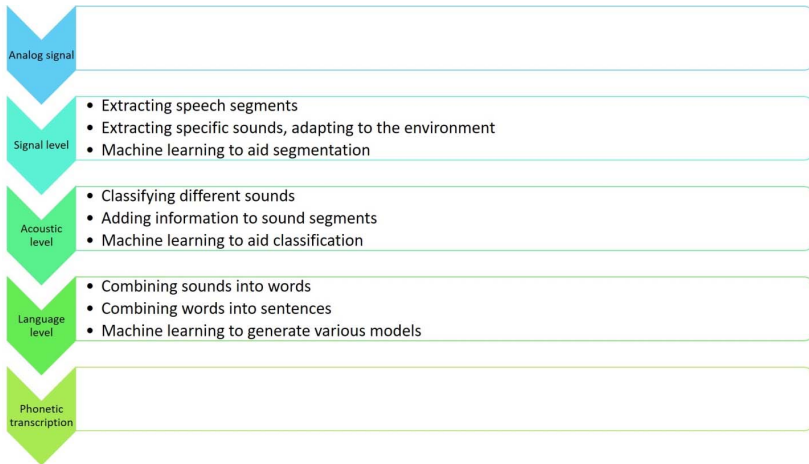 Analog signal
• Extracting speech segments
• Extracting specific sounds, adapting to the environment
• Machine learning to aid segmentation
Signal level
• Classifying different sounds
• Adding information to sound segments
• Machine learning to aid classification
Acoustic
level
• Combining sounds into words
• Combining words into sentences
• Machine learning to generate various models
Language
level
Phonetic
transcription